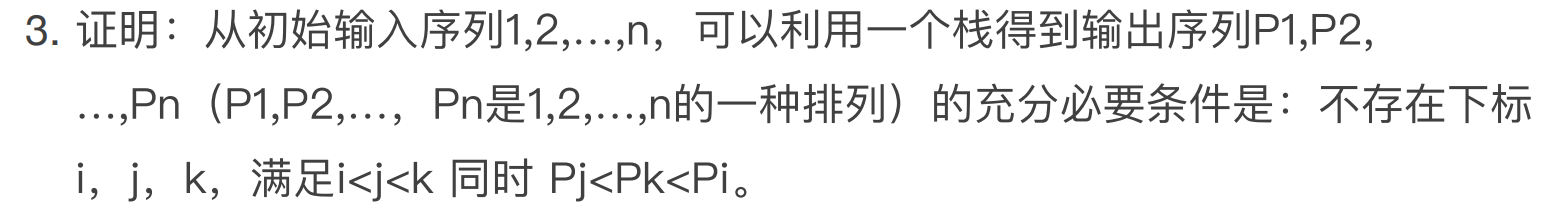 3. 证明：从初始输入序列1,2,…,n，可以利用一个栈得到输出序列P1,P2,
…,Pn（P1,P2,…，Pn是1,2,…,n的一种排列）的充分必要条件是：不存在下标
i，j，k，满足i<j<k 同时 Pj<Pk<Pi。